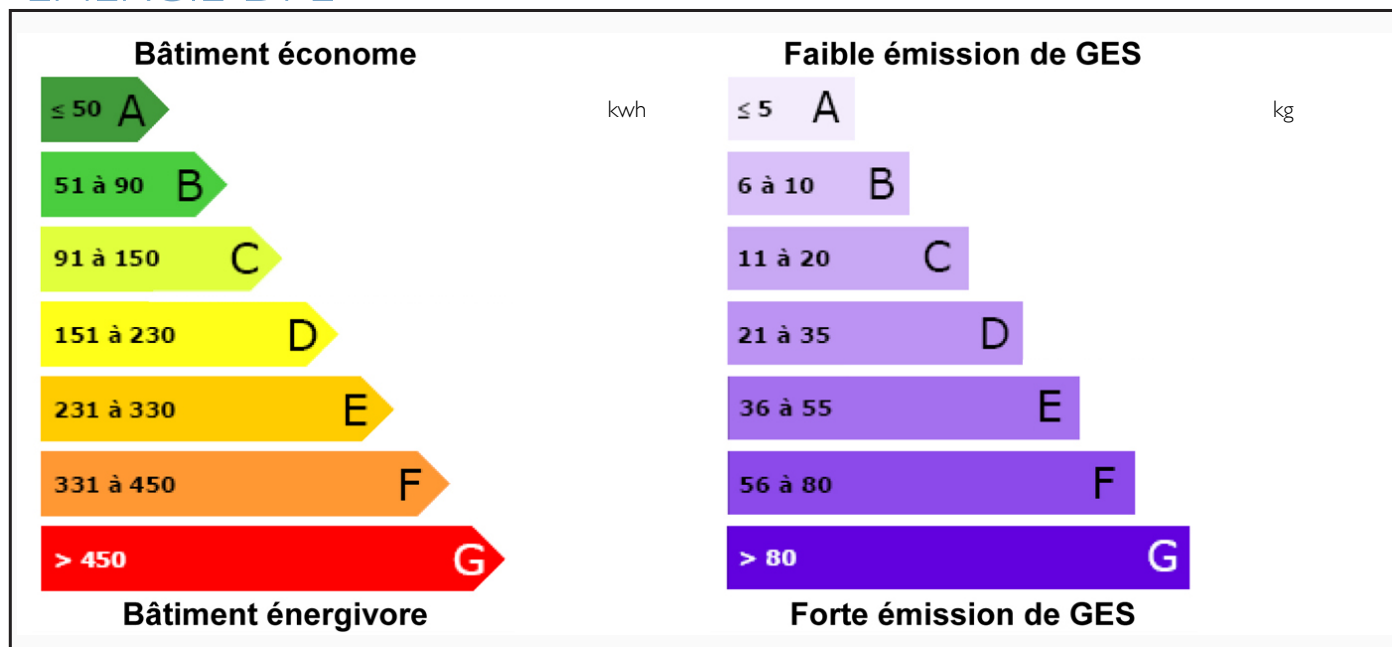 Bâtiment économe
≤ 50 A
kwh
51 à 90 B
91 à 150 C
151 à 230 D
231 à 330 E
331 à 450 F
> 450 G
Bâtiment énergivore
Faible émission de GES
≤ 5 A
kg
6 à 10 B
11 à 20 C
21 à 35 D
36 à 55 E
56 à 80 F
> 80 G
Forte émission de GES